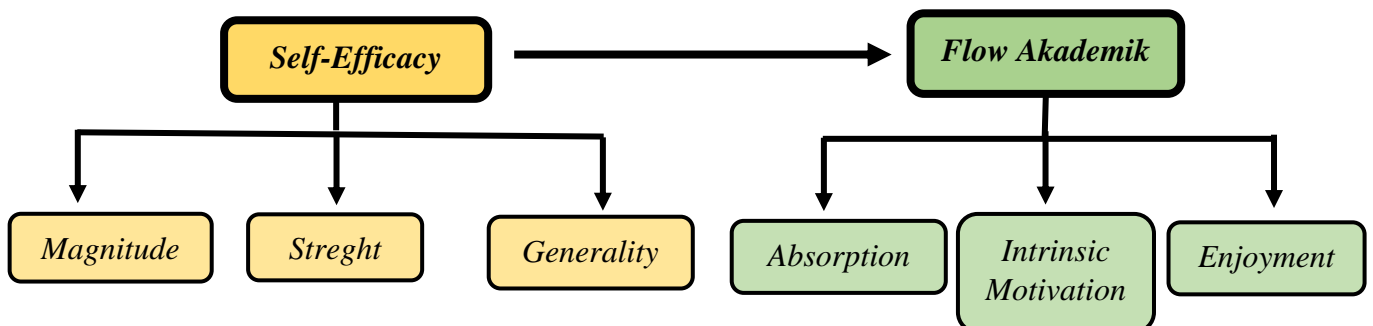 Self-Efficacy
Flow Akademik
Magnitude
Streght
Generality
Absorption
Intrinsic
Motivation
Enjoyment